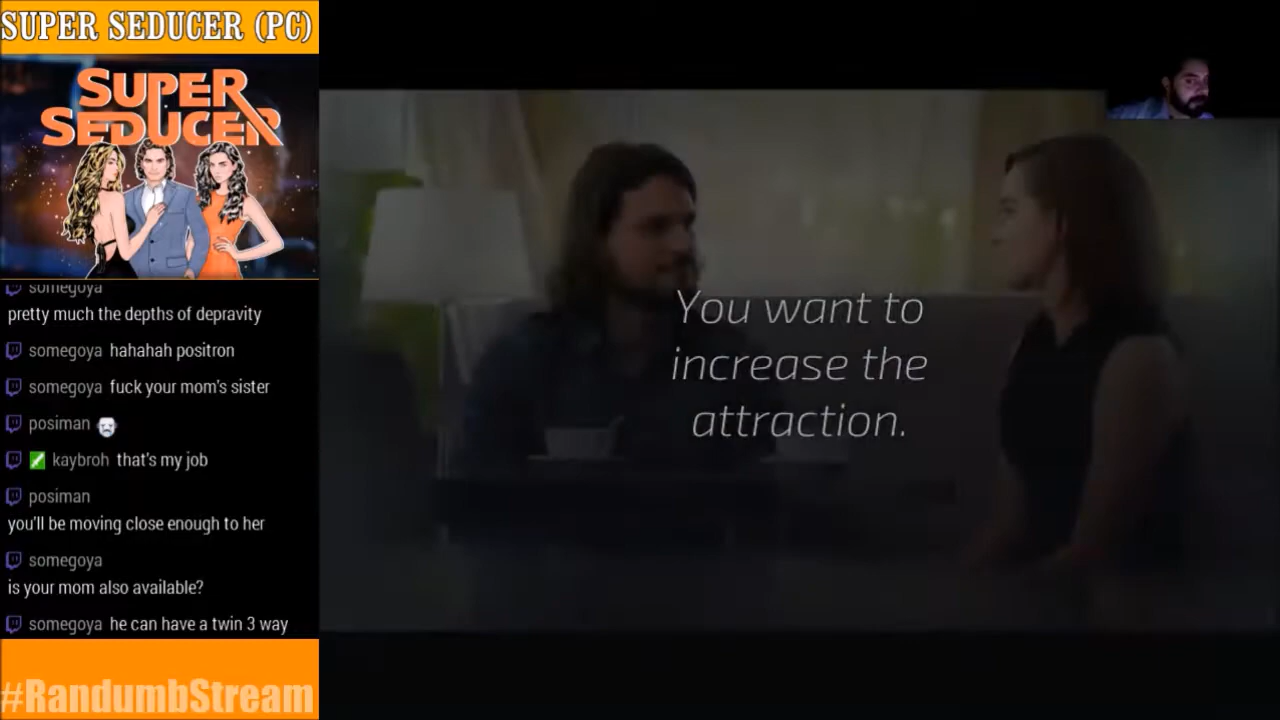 SUPER SEDUCER (PC)
SUPER
SEDUCER
somegoya
pretty much the depths of depravity
somegoya hahahah positron
somegoya fuck your mom's sister
posiman
kaybroh that's my job
posiman
you'll be moving close enough to her
somegoya
is your mom also available?
somegoya he can have a twin 3 way
#RandumbStream
You want to
increase the
attraction.